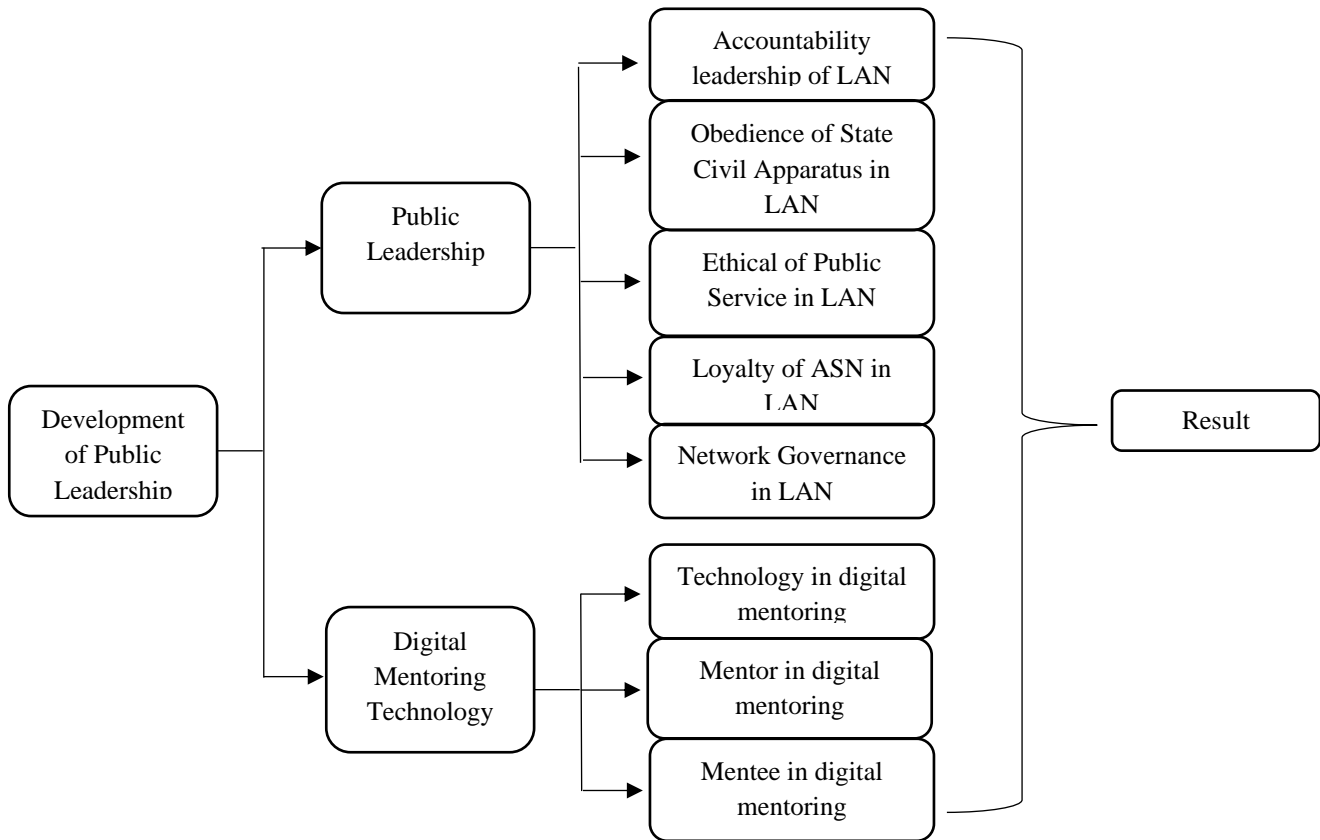 Accountability
leadership of LAN
Obedience of State
Civil Apparatus in
LAN
Public
Leadership
Ethical of Public
Service in LAN
Loyalty of ASN in
LAN
Development
of Public
Leadership
Result
Network Governance
in LAN
Technology in digital
mentoring
Digital
Mentoring
Technology
Mentor in digital
mentoring
Mentee in digital
mentoring